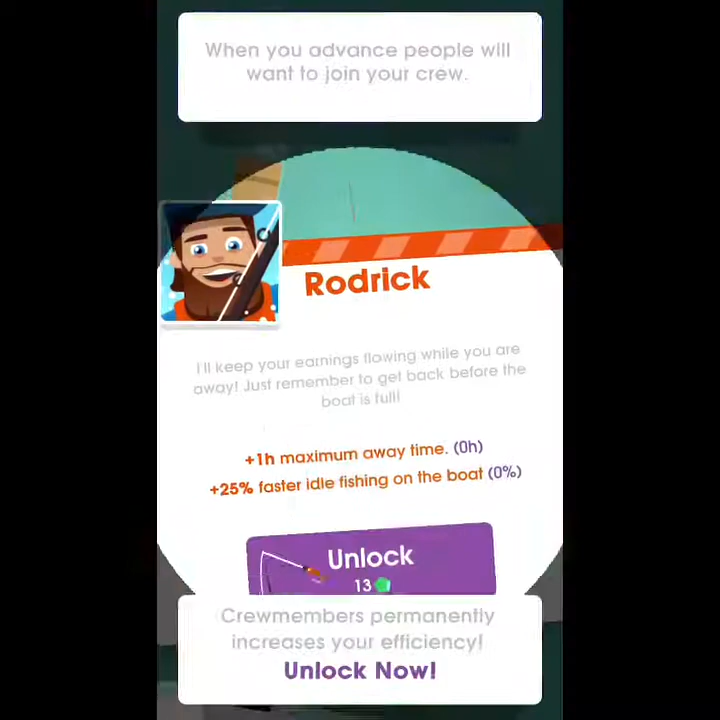 When you advance people will
want to join your crew.
Rodrick
I'll keep your earnings flowing while you are
away! Just remember to get back before the
boat is full!
+1h maximum away time. (0h)
+25% faster idle fishing on the boat (0%)
Unlock
13
Crewmembers permanently
increases your efficiency!
Unlock Now!